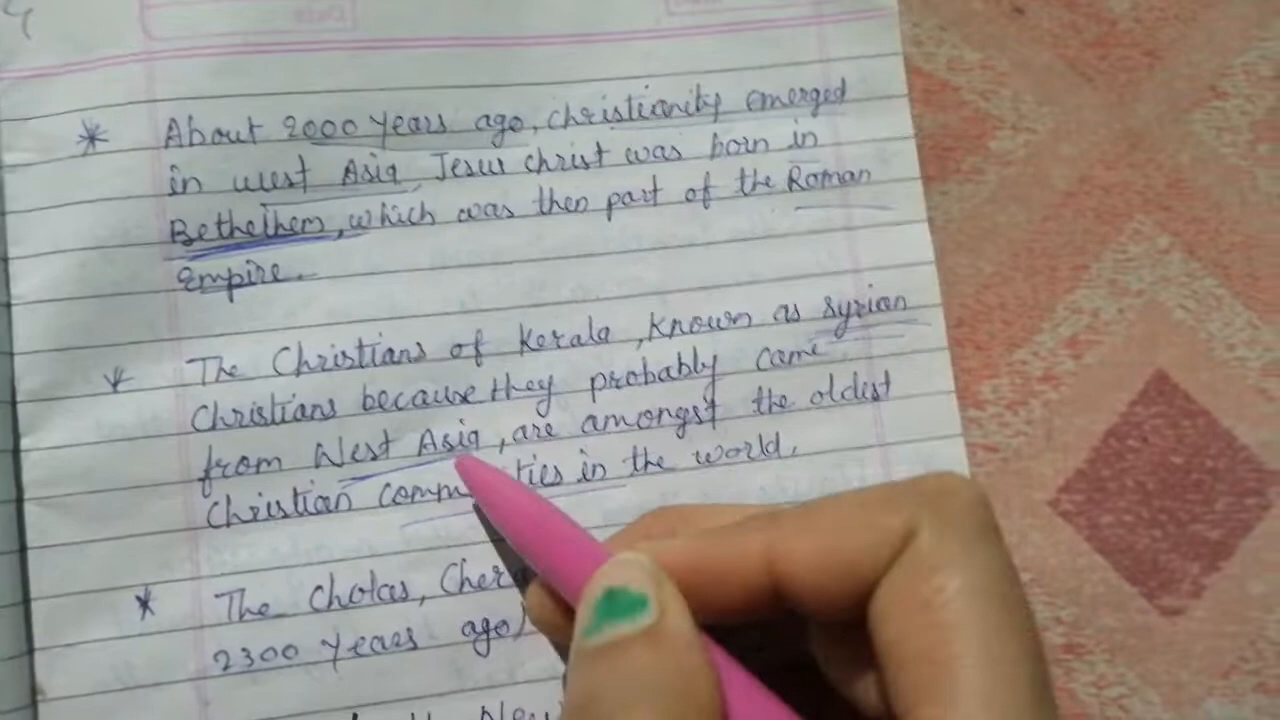 * About 2000 years ago, christianity emerged
in west Asia, Jesus christ was born in
Bethelhem, which was then part of the Roman
Empire.
* The Christians of Kerala, known as syrian
Christians because they probably came
from West Asia, are amongst the oldest
Christian comm ties in the world.
* The Cholas, Cher
2300 years ago)